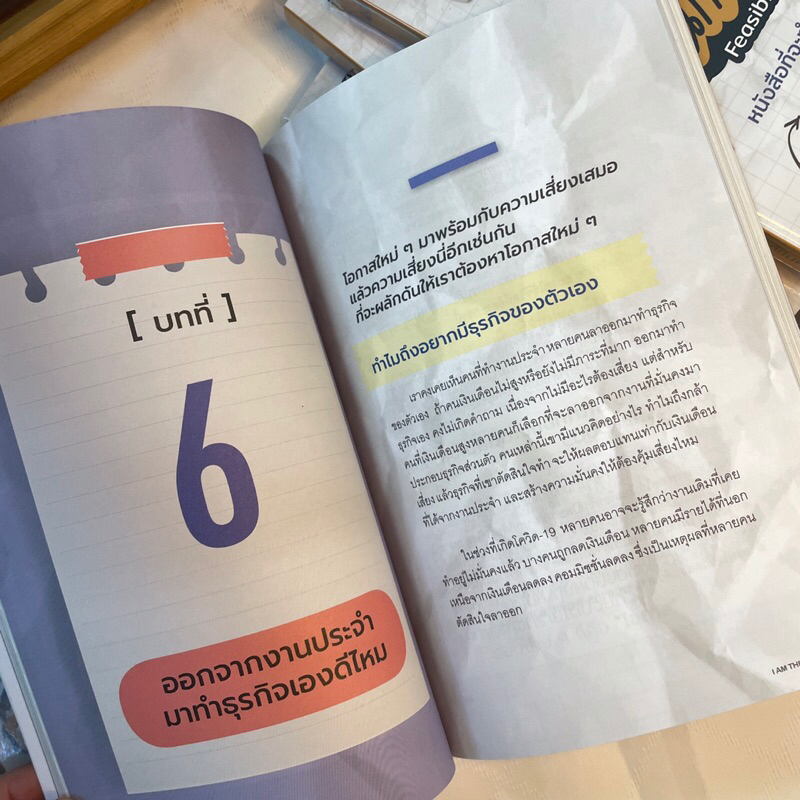 [ บทที่ ]
6
ออกจากงานประจำ
มาทำธุรกิจเองดีไหม
โอกาสใหม่ ๆ มาพร้อมกับความเสี่ยงเสมอ
แล้วความเสี่ยงนี่อีกเช่นกัน
ที่จะผลักดันให้เราต้องหาโอกาสใหม่ ๆ
ทำไมถึงอยากมีธุรกิจของตัวเอง
เราคงเคยเห็นคนที่ทำงานประจำ หลายคนลาออกมาทำธุรกิจ
ของตัวเอง ถ้าคนเงินเดือนไม่สูงหรือยังไม่มีภาระที่มาก ออกมาทำ
ธุรกิจเอง คงไม่เกิดคำถาม เนื่องจากไม่มีอะไรต้องเสี่ยง แต่สำหรับ
คนที่เงินเดือนสูงหลายคนก็เลือกที่จะลาออกจากงานที่มั่นคงมา
ประกอบธุรกิจส่วนตัว คนเหล่านี้เขามีแนวคิดอย่างไร ทำไมถึงกล้า
เสี่ยง แล้วธุรกิจที่เขาตัดสินใจทำ จะให้ผลตอบแทนเท่ากับเงินเดือน
ที่ได้จากงานประจำ และสร้างความมั่นคงให้ต้องคุ้มเสี่ยงไหม
ในช่วงที่เกิดโควิด-19 หลายคนอาจจะรู้สึกว่างานเดิมที่เคย
ทำอยู่ไม่มั่นคงแล้ว บางคนถูกลดเงินเดือน หลายคนมีรายได้ที่นอก
เหนือจากเงินเดือนลดลง คอมมิชชั่นลดลง ซึ่งเป็นเหตุผลที่หลายคน
ตัดสินใจลาออก
I AM THE
Feasib
หนังสือที่จะ